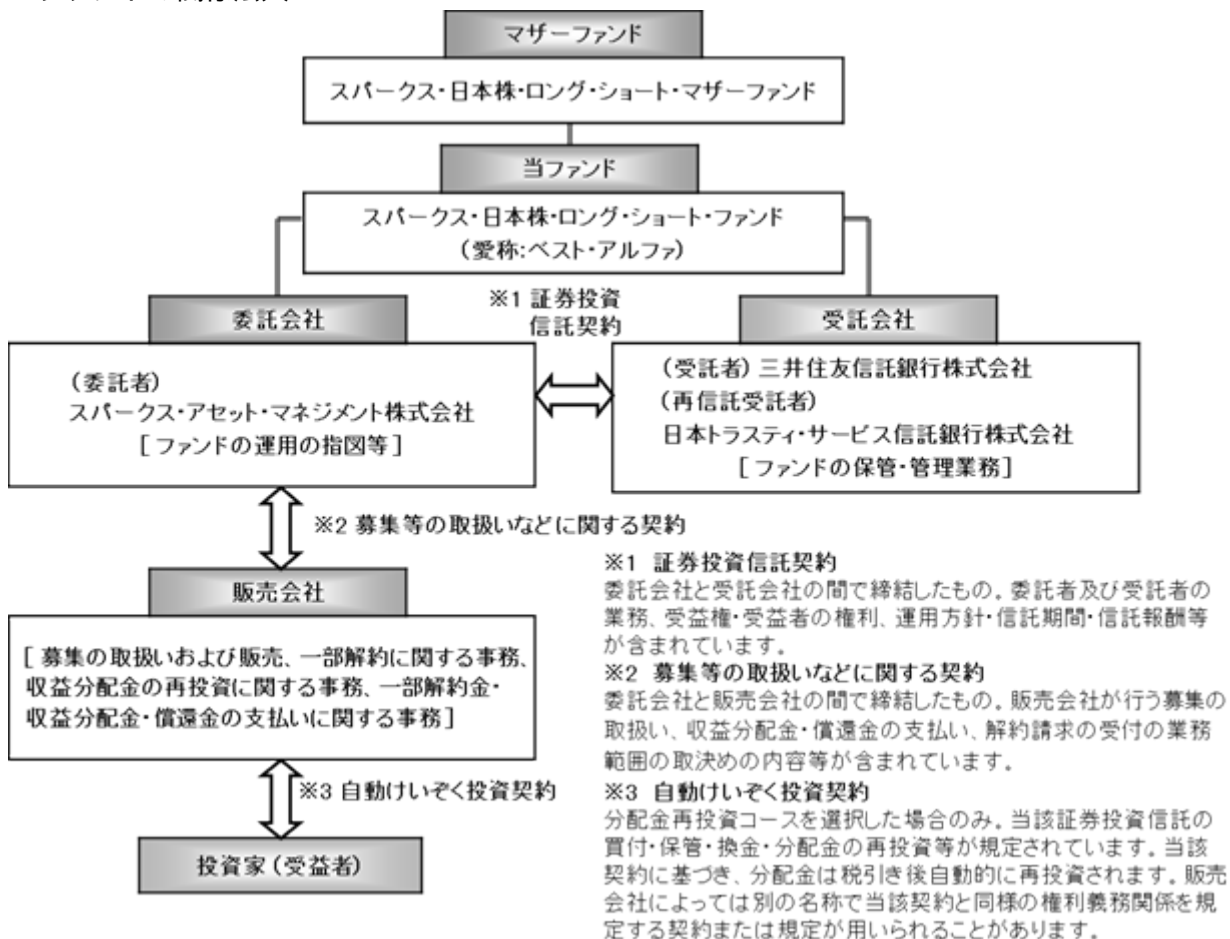 マザーファンド
スパークス・日本株・ロング・ショート・マザーファンド
当ファンド
スパークス・日本株・ロング・ショート・ファンド
(愛称:ベスト・アルファ)
※1 証券投資
信託契約
委託会社
(委託者)
スパークス・アセット・マネジメント株式会社
[ファンドの運用の指図等]
受託会社
(受託者) 三井住友信託銀行株式会社
(再信託受託者)
日本トラスティ・サービス信託銀行株式会社
[ファンドの保管・管理業務]
※2 募集等の取扱いなどに関する契約
販売会社
[募集の取扱いおよび販売、一部解約に関する事務、
収益分配金の再投資に関する事務、一部解約金・
収益分配金・償還金の支払いに関する事務]
※3 自動けいぞく投資契約
投資家(受益者)
※1 証券投資信託契約
委託会社と受託会社の間で締結したもの。委託者及び受託者の
業務、受益権・受益者の権利、運用方針・信託期間・信託報酬等
が含まれています。
※2 募集等の取扱いなどに関する契約
委託会社と販売会社の間で締結したもの。販売会社が行う募集の
取扱い、収益分配金・償還金の支払い、解約請求の受付の業務
範囲の取決めの内容等が含まれています。
※3 自動けいぞく投資契約
分配金再投資コースを選択した場合のみ。当該証券投資信託の
買付・保管・換金・分配金の再投資等が規定されています。当該
契約に基づき、分配金は税引き後自動的に再投資されます。販売
会社によっては別の名称で当該契約と同様の権利義務関係を規
定する契約または規定が用いられることがあります。